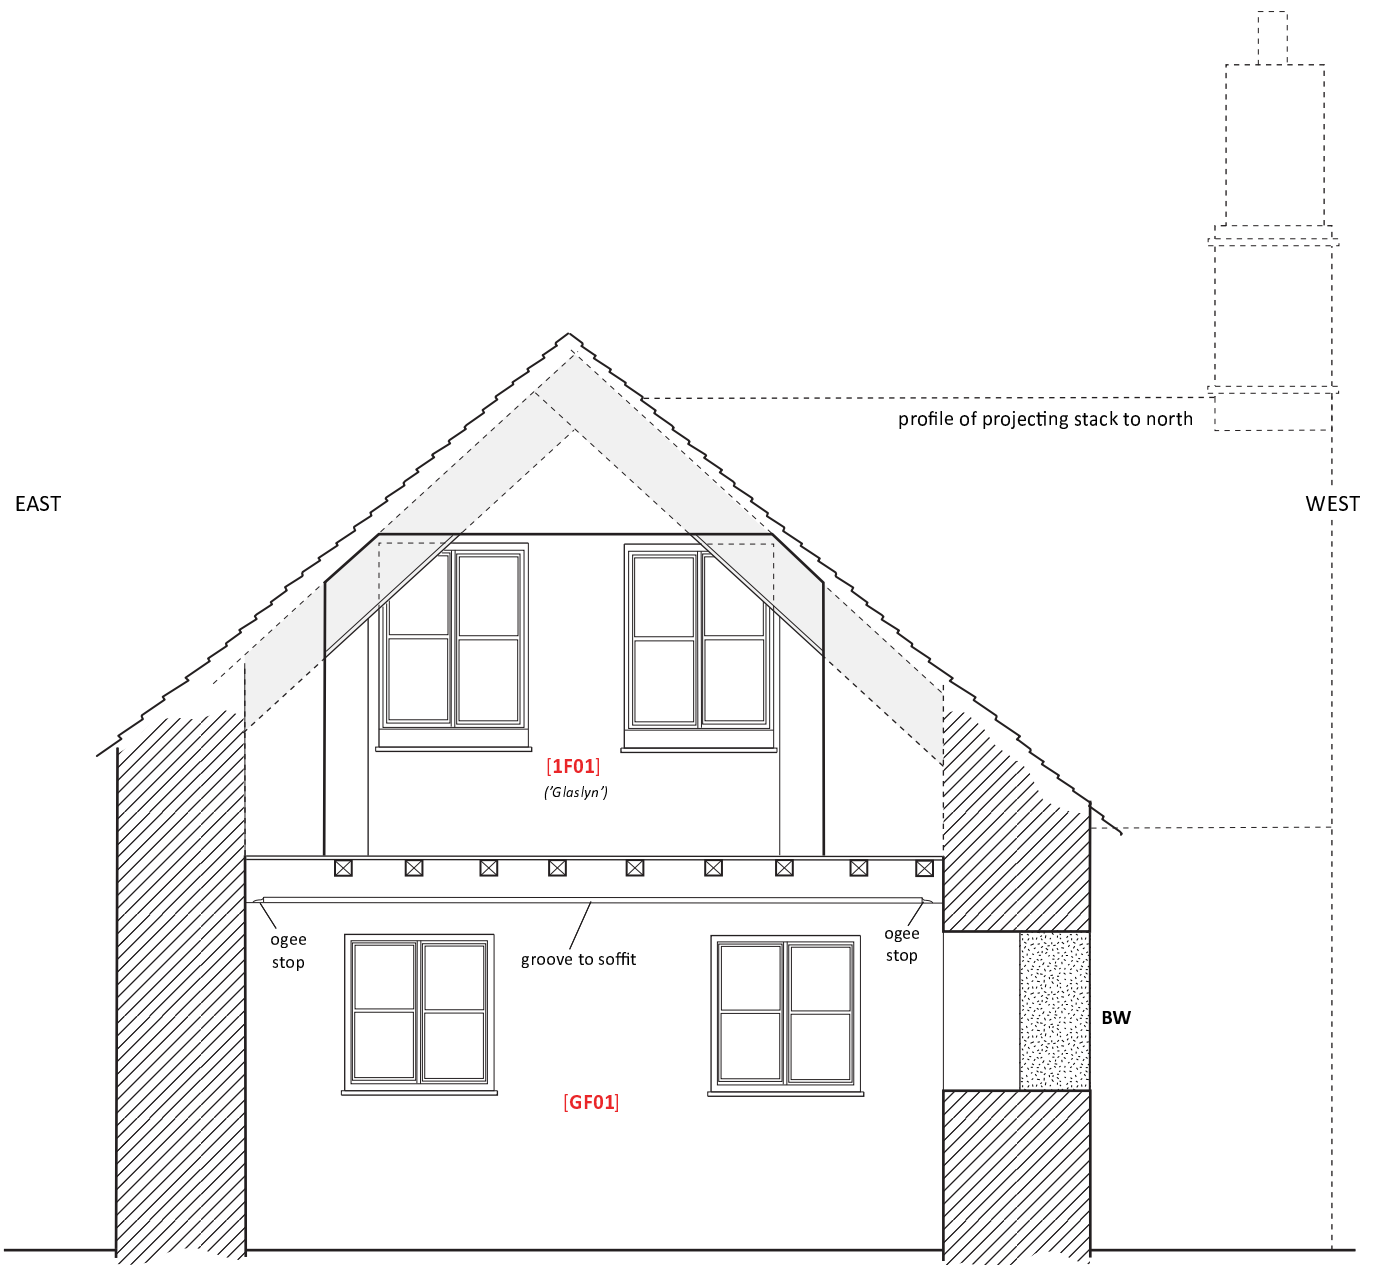 profile of projecting stack to north
EAST
WEST
[1F01]
('Glaslyn')
ogee
stop
groove to soffit
ogee
stop
BW
[GF01]